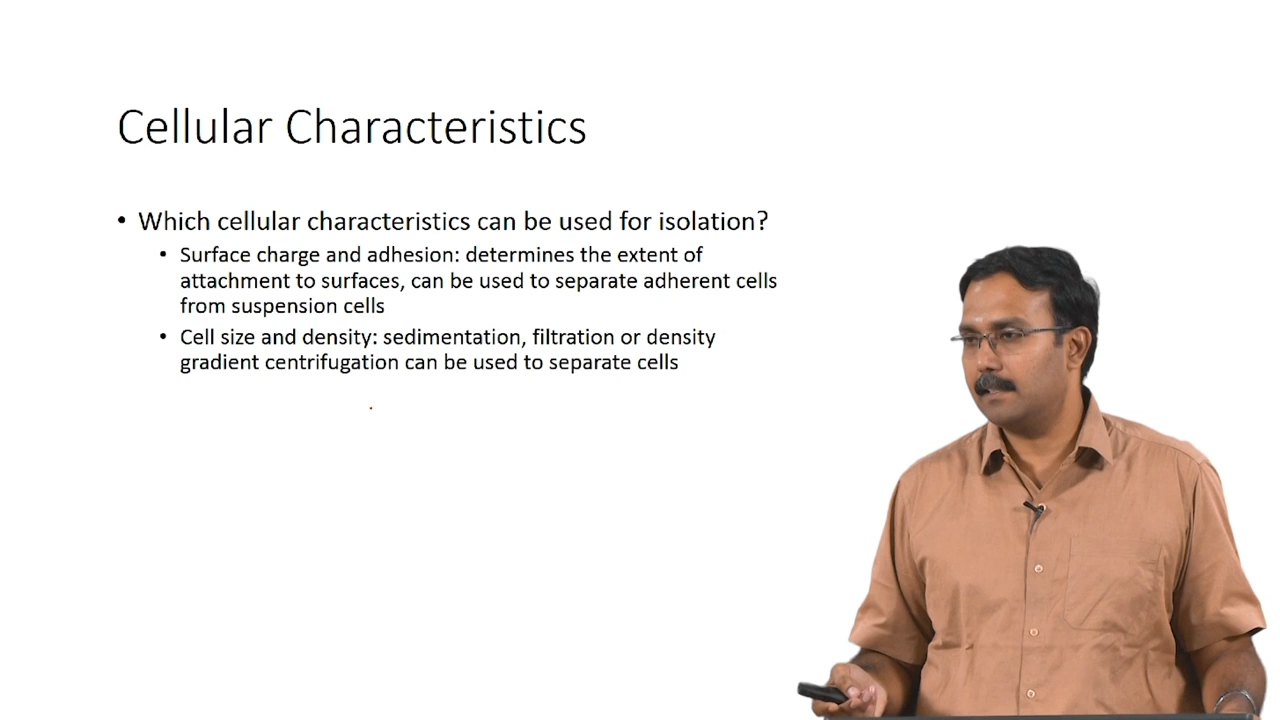 Cellular Characteristics
• Which cellular characteristics can be used for isolation?
• Surface charge and adhesion: determines the extent of
attachment to surfaces, can be used to separate adherent cells
from suspension cells
• Cell size and density: sedimentation, filtration or density
gradient centrifugation can be used to separate cells